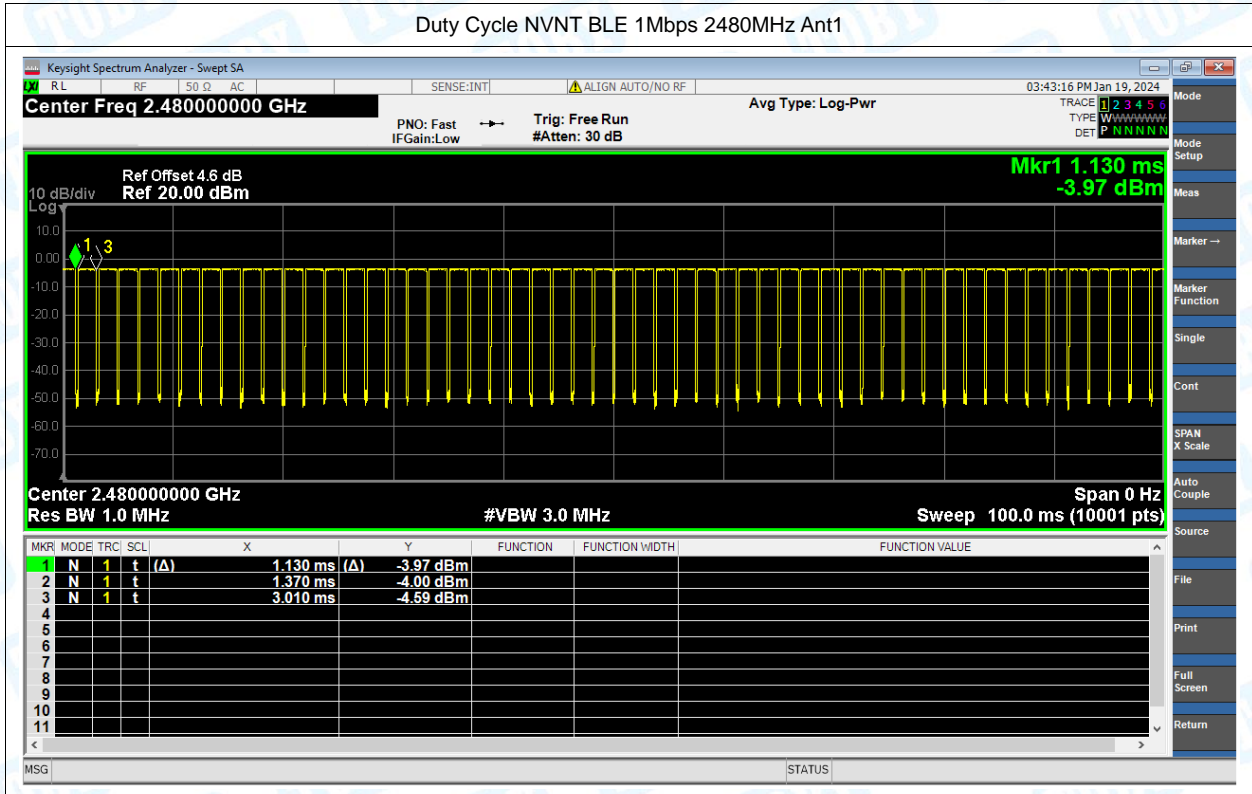 Duty Cycle NVNT BLE 1Mbps 2480MHz Ant1
Keysight Spectrum Analyzer - Swept SA
LXI RL RF 50 Ω AC SENSE:INT ALIGN AUTO/NO RF 03:43:16 PM Jan 19, 2024
Center Freq 2.480000000 GHz
Avg Type: Log-Pwr
TRACE 1 2 3 4 5 6
PNO: Fast Trig: Free Run
TYPE WWWWWW
IFGain:Low #Atten: 30 dB
DET P N N N N N
Mkr1 1.130 ms
-3.97 dBm
Ref Offset 4.6 dB
10 dB/div Ref 20.00 dBm
Log
10.0
0.00
-10.0
-20.0
-30.0
-40.0
-50.0
-60.0
-70.0
1 3
Center 2.480000000 GHz Span 0 Hz
Res BW 1.0 MHz #VBW 3.0 MHz Sweep 100.0 ms (10001 pts)
MKR MODE TRC SCL X Y FUNCTION FUNCTION WIDTH FUNCTION VALUE
1 N 1 t (Δ) 1.130 ms (Δ) -3.97 dBm
2 N 1 t 1.370 ms -4.00 dBm
3 N 1 t 3.010 ms -4.59 dBm
4
5
6
7
8
9
10
11
MSG STATUS
Mode
Mode
Setup
Meas
Marker →
Marker
Function
Single
Cont
SPAN
X Scale
Auto
Couple
Source
File
Print
Full
Screen
Return